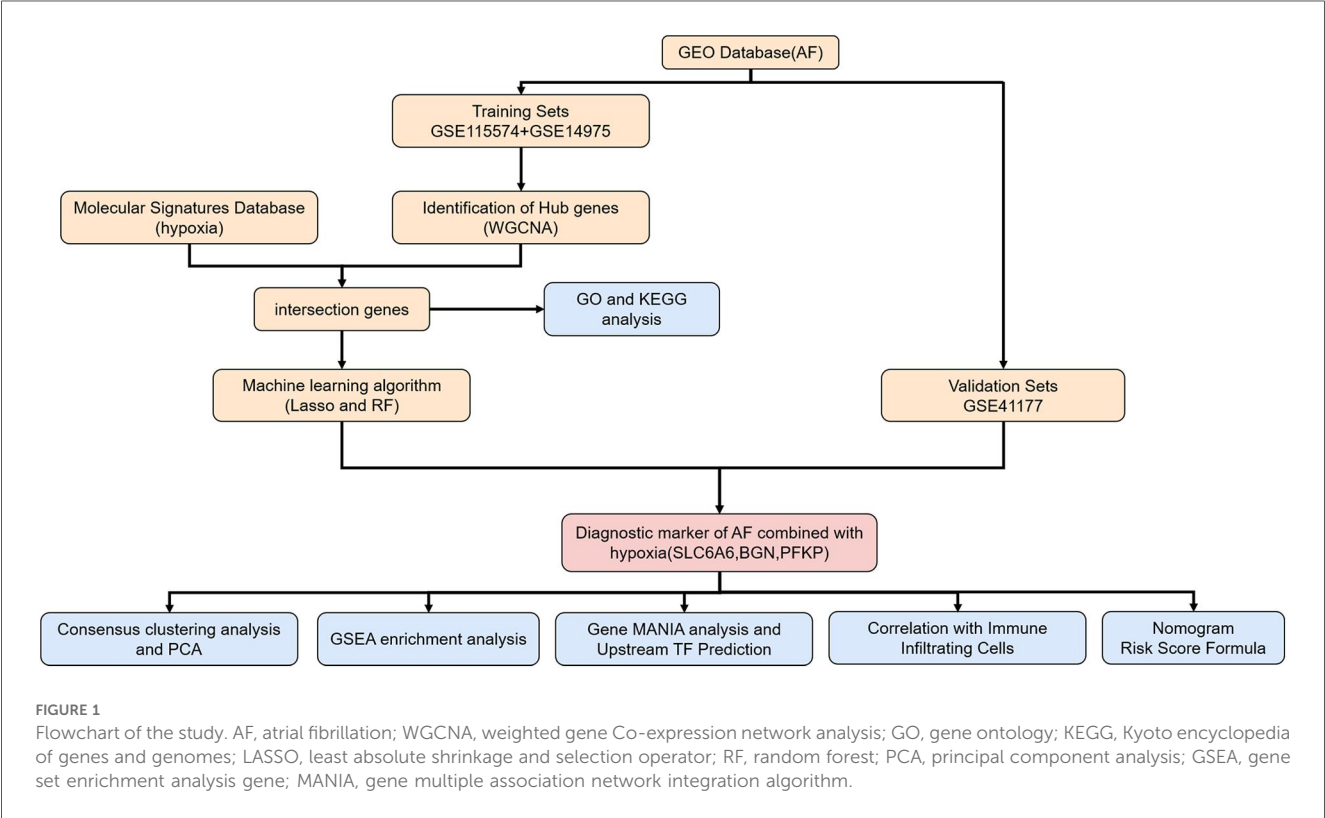 GEO Database(AF)
Training Sets
GSE115574+GSE14975
Molecular Signatures Database
(hypoxia)
Identification of Hub genes
(WGCNA)
intersection genes
GO and KEGG
analysis
Machine learning algorithm
(Lasso and RF)
Validation Sets
GSE41177
Diagnostic marker of AF combined with
hypoxia(SLC6A6,BGN,PFKP)
Consensus clustering analysis
and PCA
GSEA enrichment analysis
Gene MANIA analysis and
Upstream TF Prediction
Correlation with Immune
Infiltrating Cells
Nomogram
Risk Score Formula
FIGURE 1
Flowchart of the study. AF, atrial fibrillation; WGCNA, weighted gene Co-expression network analysis; GO, gene ontology; KEGG, Kyoto encyclopedia
of genes and genomes; LASSO, least absolute shrinkage and selection operator; RF, random forest; PCA, principal component analysis; GSEA, gene
set enrichment analysis gene; MANIA, gene multiple association network integration algorithm.